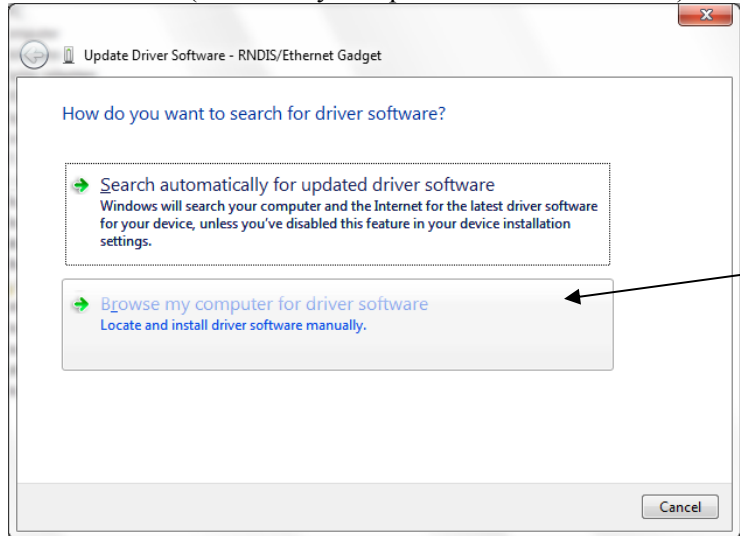 X
Update Driver Software - RNDIS/Ethernet Gadget
How do you want to search for driver software?
Search automatically for updated driver software
Windows will search your computer and the Internet for the latest driver software
for your device, unless you've disabled this feature in your device installation
settings.
Browse my computer for driver software
Locate and install driver software manually.
Cancel